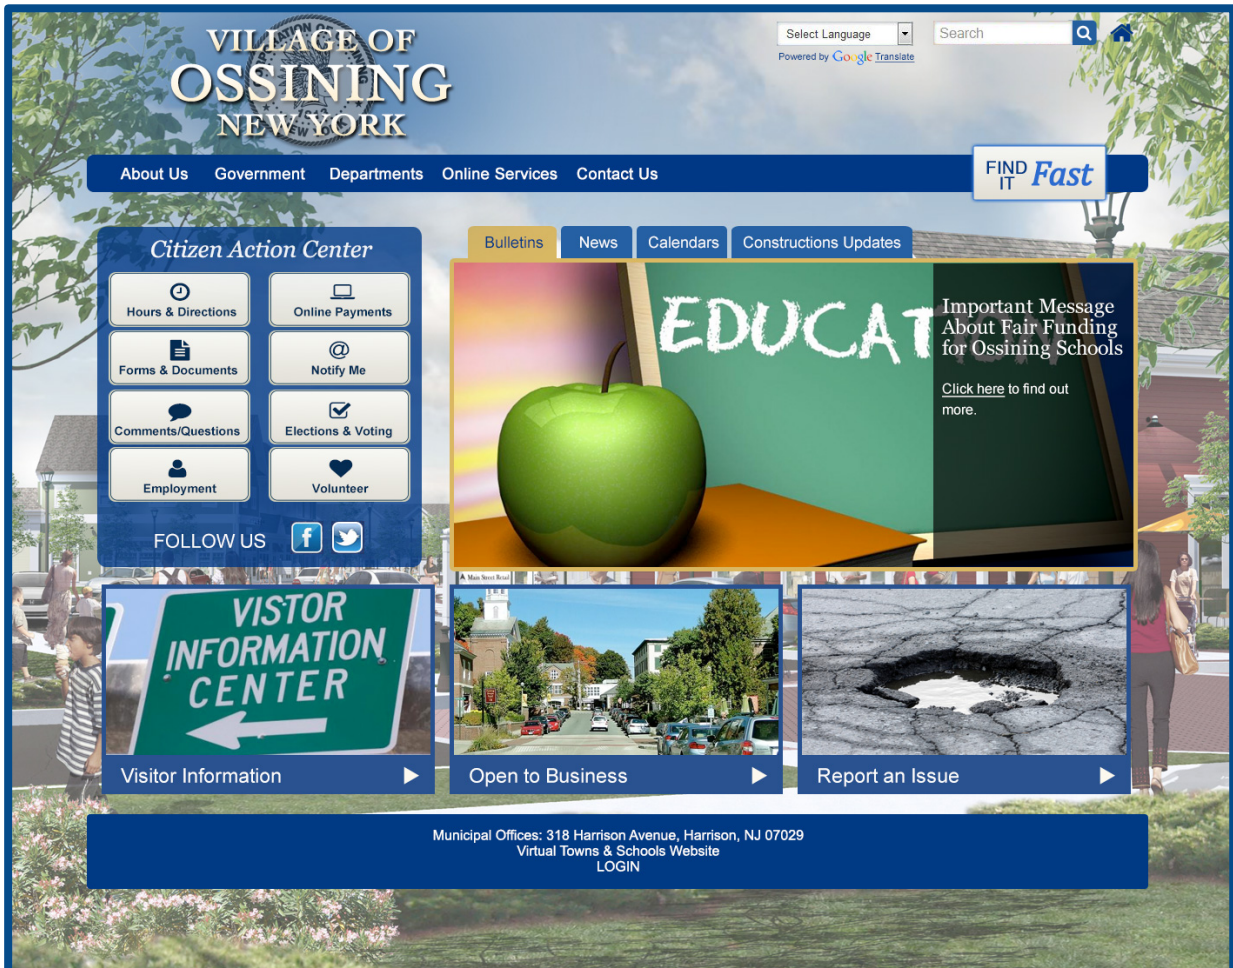 VILLAGE OF
OSSINING
NEW YORK
Select Language
Powered by Google Translate
Search
About Us Government Departments Online Services Contact Us
FIND IT Fast
Citizen Action Center
Hours & Directions
Online Payments
Forms & Documents
@
Notify Me
Comments/Questions
Elections & Voting
Employment
Volunteer
FOLLOW US
Bulletins News Calendars Constructions Updates
EDUCATION
Important Message
About Fair Funding
for Ossining Schools
Click here to find out
more.
A Main Street Retail
VISTOR
INFORMATION
CENTER
Visitor Information
Open to Business
Report an Issue
Municipal Offices: 318 Harrison Avenue, Harrison, NJ 07029
Virtual Towns & Schools Website
LOGIN